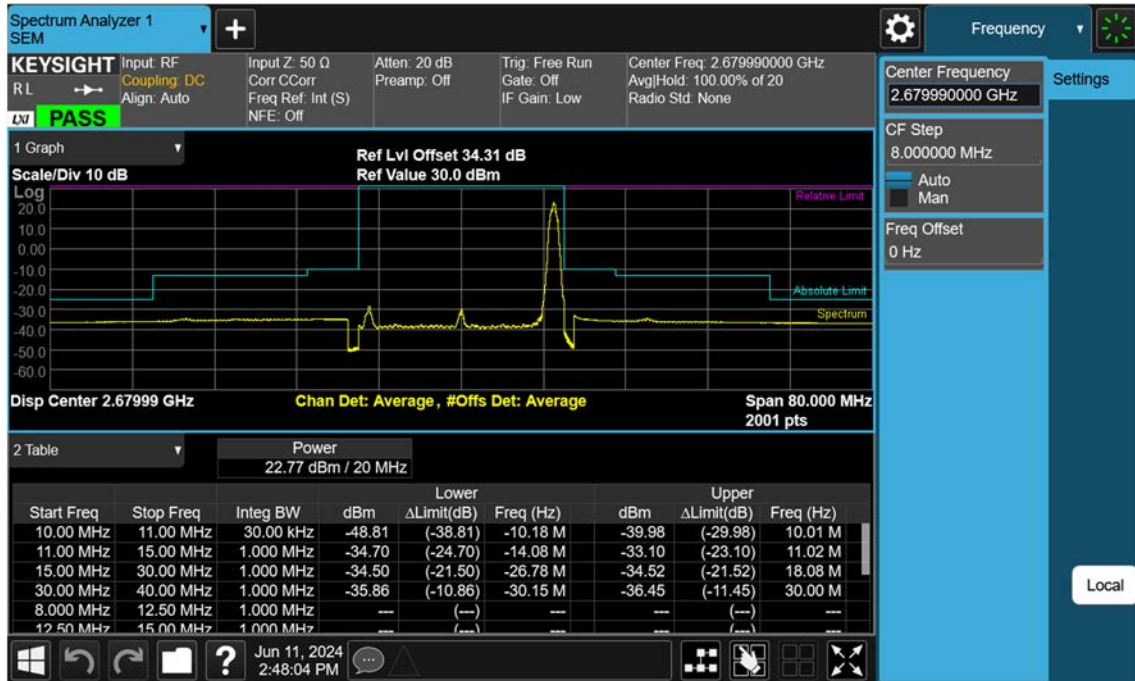 Spectrum Analyzer 1
SEM
+
Frequency
KEYSIGHT
RL
LXI
PASS
Input: RF
Coupling: DC
Align: Auto
Input Z: 50 Ω
Corr CCorr
Freq Ref: Int (S)
NFE: Off
Atten: 20 dB
Preamp: Off
Trig: Free Run
Gate: Off
IF Gain: Low
Center Freq: 2.679990000 GHz
Avg|Hold: 100.00% of 20
Radio Std: None
Center Frequency
2.679990000 GHz
Settings
CF Step
8.000000 MHz
Auto
Man
Freq Offset
0 Hz
Local
1 Graph
Scale/Div 10 dB
Ref Lvl Offset 34.31 dB
Ref Value 30.0 dBm
Log
20.0
10.0
0.00
-10.0
-20.0
-30.0
-40.0
-50.0
-60.0
Relative Limit
Absolute Limit
Spectrum
Disp Center 2.67999 GHz
Chan Det: Average, #Offs Det: Average
Span 80.000 MHz
2001 pts
2 Table
Power
22.77 dBm / 20 MHz
Lower Upper
Start Freq Stop Freq Integ BW dBm ΔLimit(dB) Freq (Hz) dBm ΔLimit(dB) Freq (Hz)
10.00 MHz 11.00 MHz 30.00 kHz -48.81 (-38.81) -10.18 M -39.98 (-29.98) 10.01 M
11.00 MHz 15.00 MHz 1.000 MHz -34.70 (-24.70) -14.08 M -33.10 (-23.10) 11.02 M
15.00 MHz 30.00 MHz 1.000 MHz -34.50 (-21.50) -26.78 M -34.52 (-21.52) 18.08 M
30.00 MHz 40.00 MHz 1.000 MHz -35.86 (-10.86) -30.15 M -36.45 (-11.45) 30.00 M
8.000 MHz 12.50 MHz 1.000 MHz --- (---) --- --- (---) ---
12.50 MHz 15.00 MHz 1.000 MHz --- (---) --- --- (---) ---
?
Jun 11, 2024
2:48:04 PM